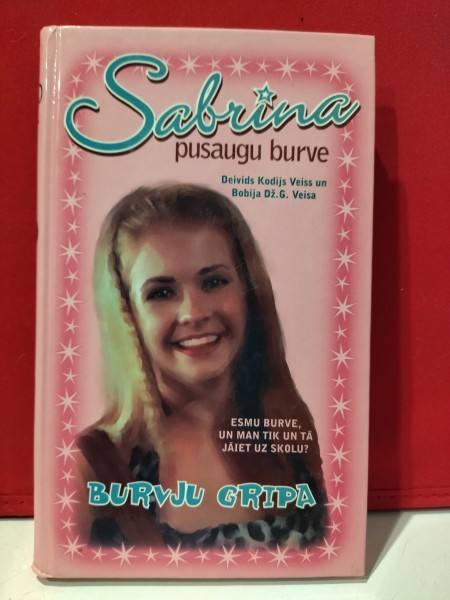 Sabrina
pusaugu burve
Deivids Kodijs Veiss un
Bobija Dž.G. Veisa
ESMU BURVE,
UN MAN TIK UN TĀ
JĀIET UZ SKOLU?
BURVJU GRIPA